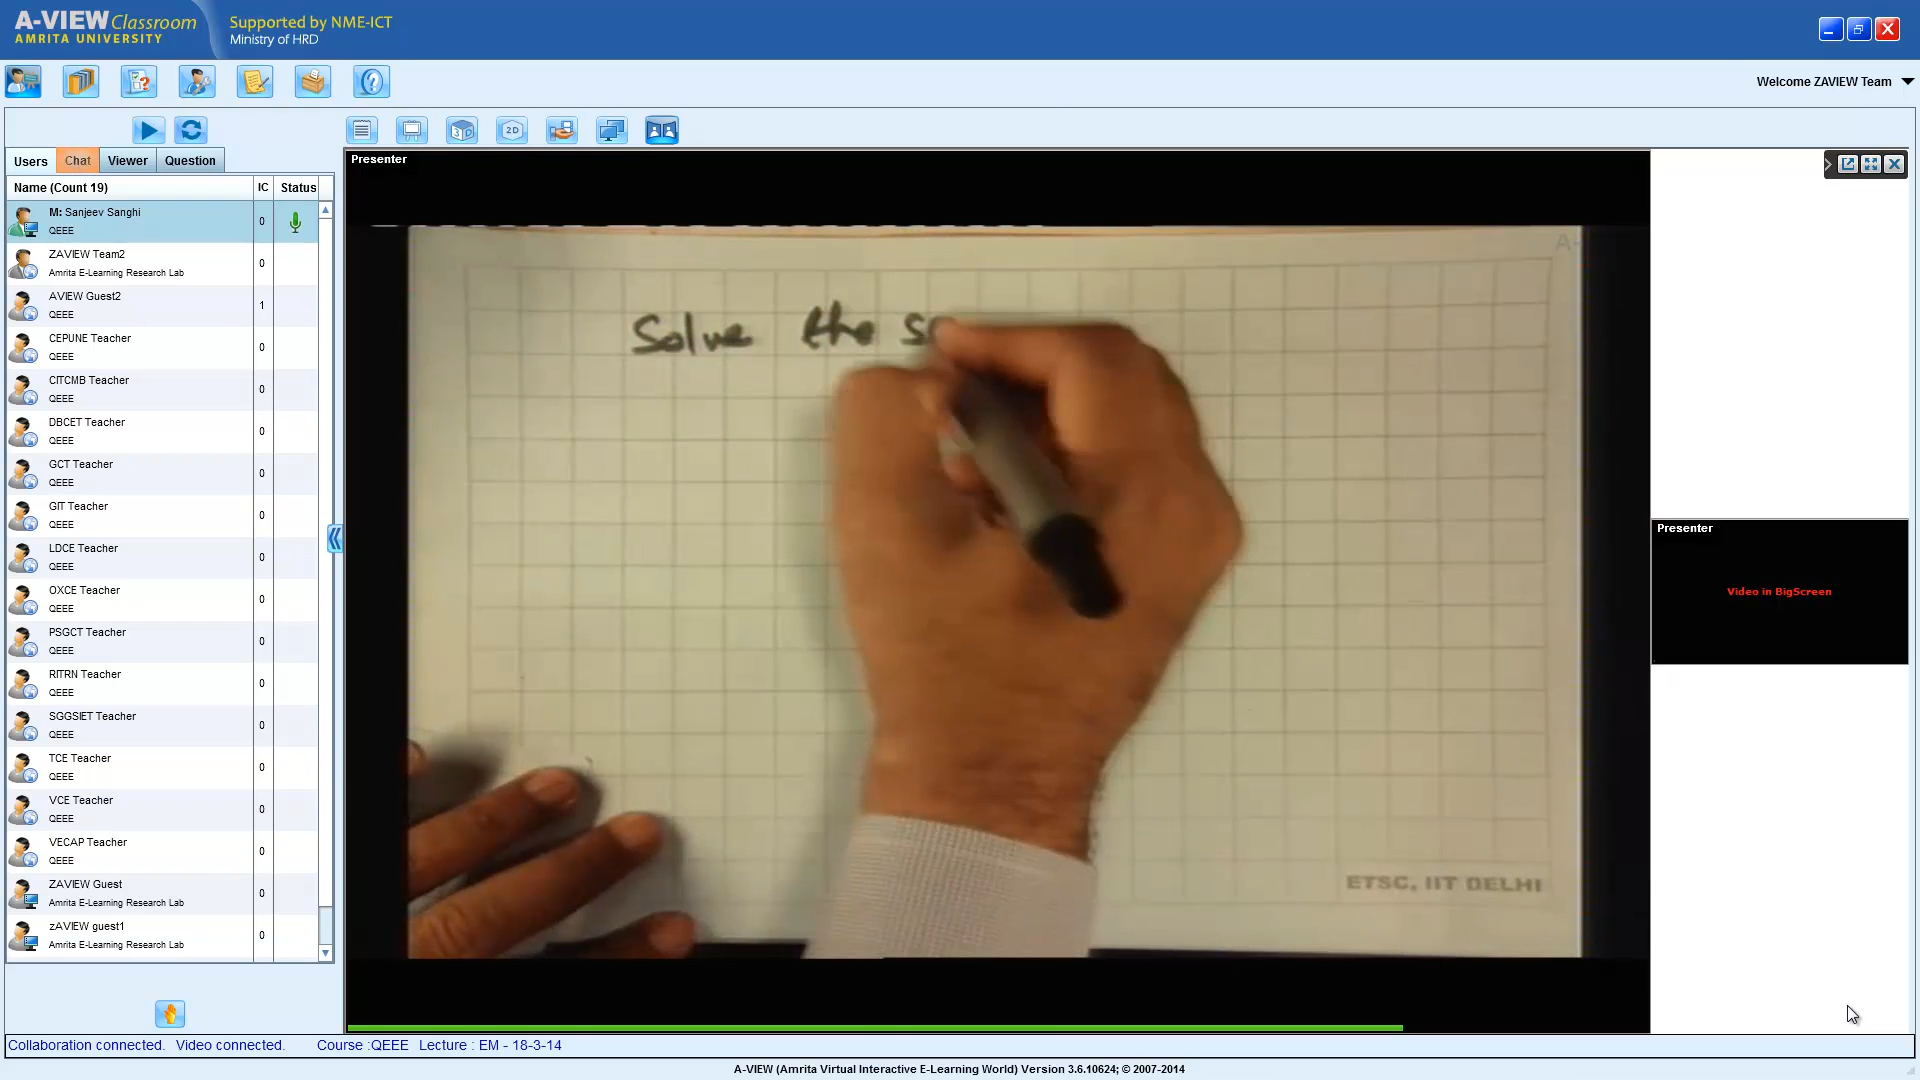 A-VIEW Classroom
AMRITA UNIVERSITY
Supported by NME-ICT
Ministry of HRD
Welcome ZAVIEW Team
3D
2D
Users
Chat
Viewer
Question
Name (Count 19) IC Status
M: Sanjeev Sanghi
QEEE
0
ZAVIEW Team2
Amrita E-Learning Research Lab
0
AVIEW Guest2
QEEE
1
CEPUNE Teacher
QEEE
0
CITCMB Teacher
QEEE
0
DBCET Teacher
QEEE
0
GCT Teacher
QEEE
0
GIT Teacher
QEEE
0
LDCE Teacher
QEEE
0
OXCE Teacher
QEEE
0
PSGCT Teacher
QEEE
0
RITRN Teacher
QEEE
0
SGGSIET Teacher
QEEE
0
TCE Teacher
QEEE
0
VCE Teacher
QEEE
0
VECAP Teacher
QEEE
0
ZAVIEW Guest
Amrita E-Learning Research Lab
0
zAVIEW guest1
Amrita E-Learning Research Lab
0
Presenter
A-
Solve the
ETSC, IIT DELHI
Presenter
Video in BigScreen
Collaboration connected. Video connected. Course :QEEE Lecture : EM - 18-3-14
A-VIEW (Amrita Virtual Interactive E-Learning World) Version 3.6.10624; © 2007-2014